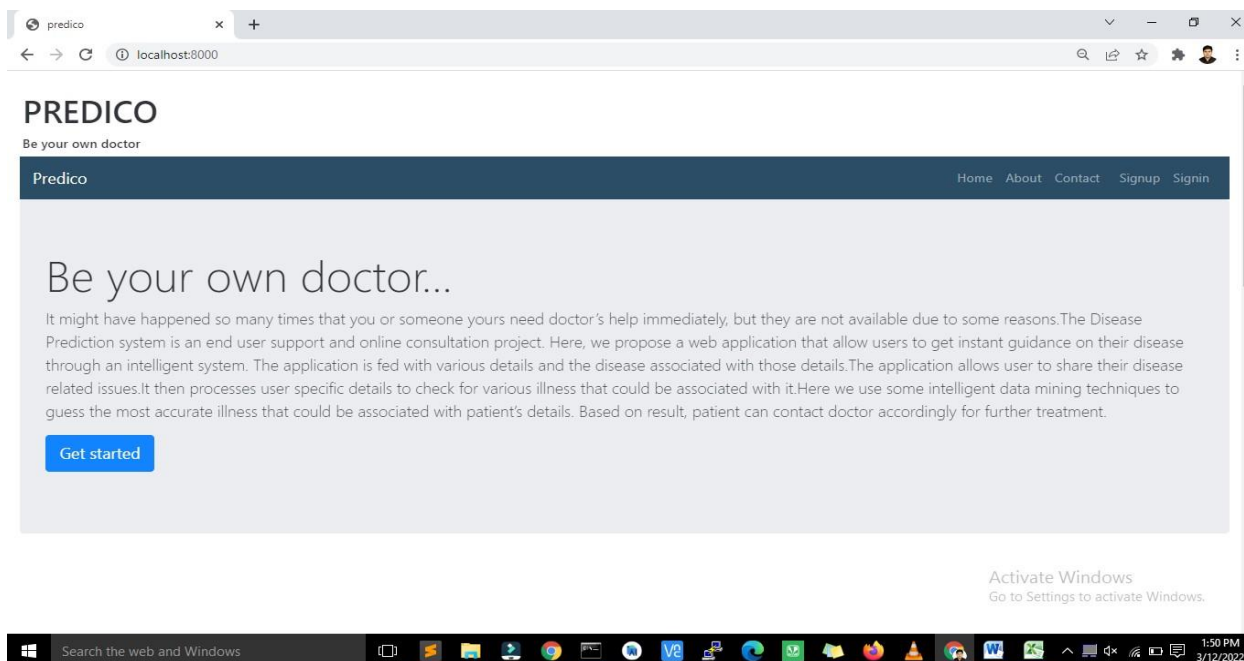 predico
localhost:8000
PREDICO
Be your own doctor
Predico
Home About Contact Signup Signin
Be your own doctor...
It might have happened so many times that you or someone yours need doctor's help immediately, but they are not available due to some reasons.The Disease
Prediction system is an end user support and online consultation project. Here, we propose a web application that allow users to get instant guidance on their disease
through an intelligent system. The application is fed with various details and the disease associated with those details.The application allows user to share their disease
related issues.It then processes user specific details to check for various illness that could be associated with it.Here we use some intelligent data mining techniques to
guess the most accurate illness that could be associated with patient's details. Based on result, patient can contact doctor accordingly for further treatment.
Get started
Activate Windows
Go to Settings to activate Windows.
Search the web and Windows
1:50 PM
3/12/2022